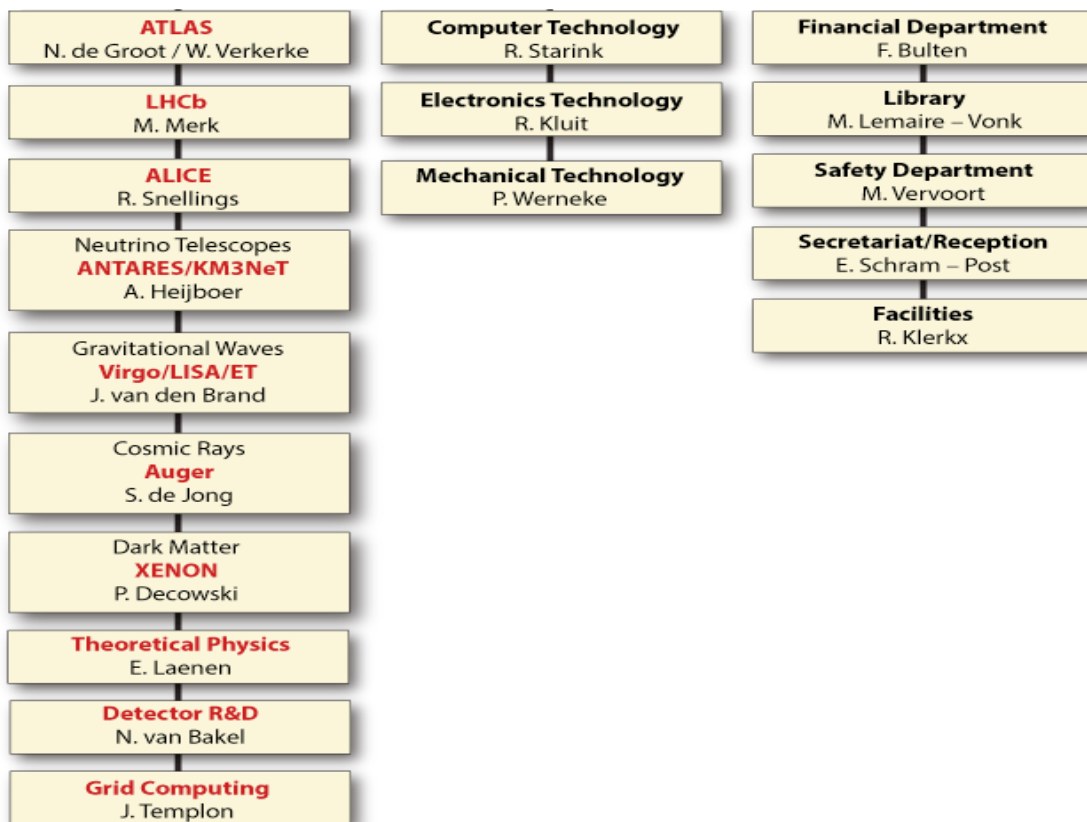 ATLAS
N. de Groot / W. Verkerke
LHCb
M. Merk
ALICE
R. Snellings
Neutrino Telescopes
ANTARES/KM3NeT
A. Heijboer
Gravitational Waves
Virgo/LISA/ET
J. van den Brand
Cosmic Rays
Auger
S. de Jong
Dark Matter
XENON
P. Decowski
Theoretical Physics
E. Laenen
Detector R&D
N. van Bakel
Grid Computing
J. Templon
Computer Technology
R. Starink
Electronics Technology
R. Kluit
Mechanical Technology
P. Werneke
Financial Department
F. Bulten
Library
M. Lemaire – Vonk
Safety Department
M. Vervoort
Secretariat/Reception
E. Schram – Post
Facilities
R. Klerkx